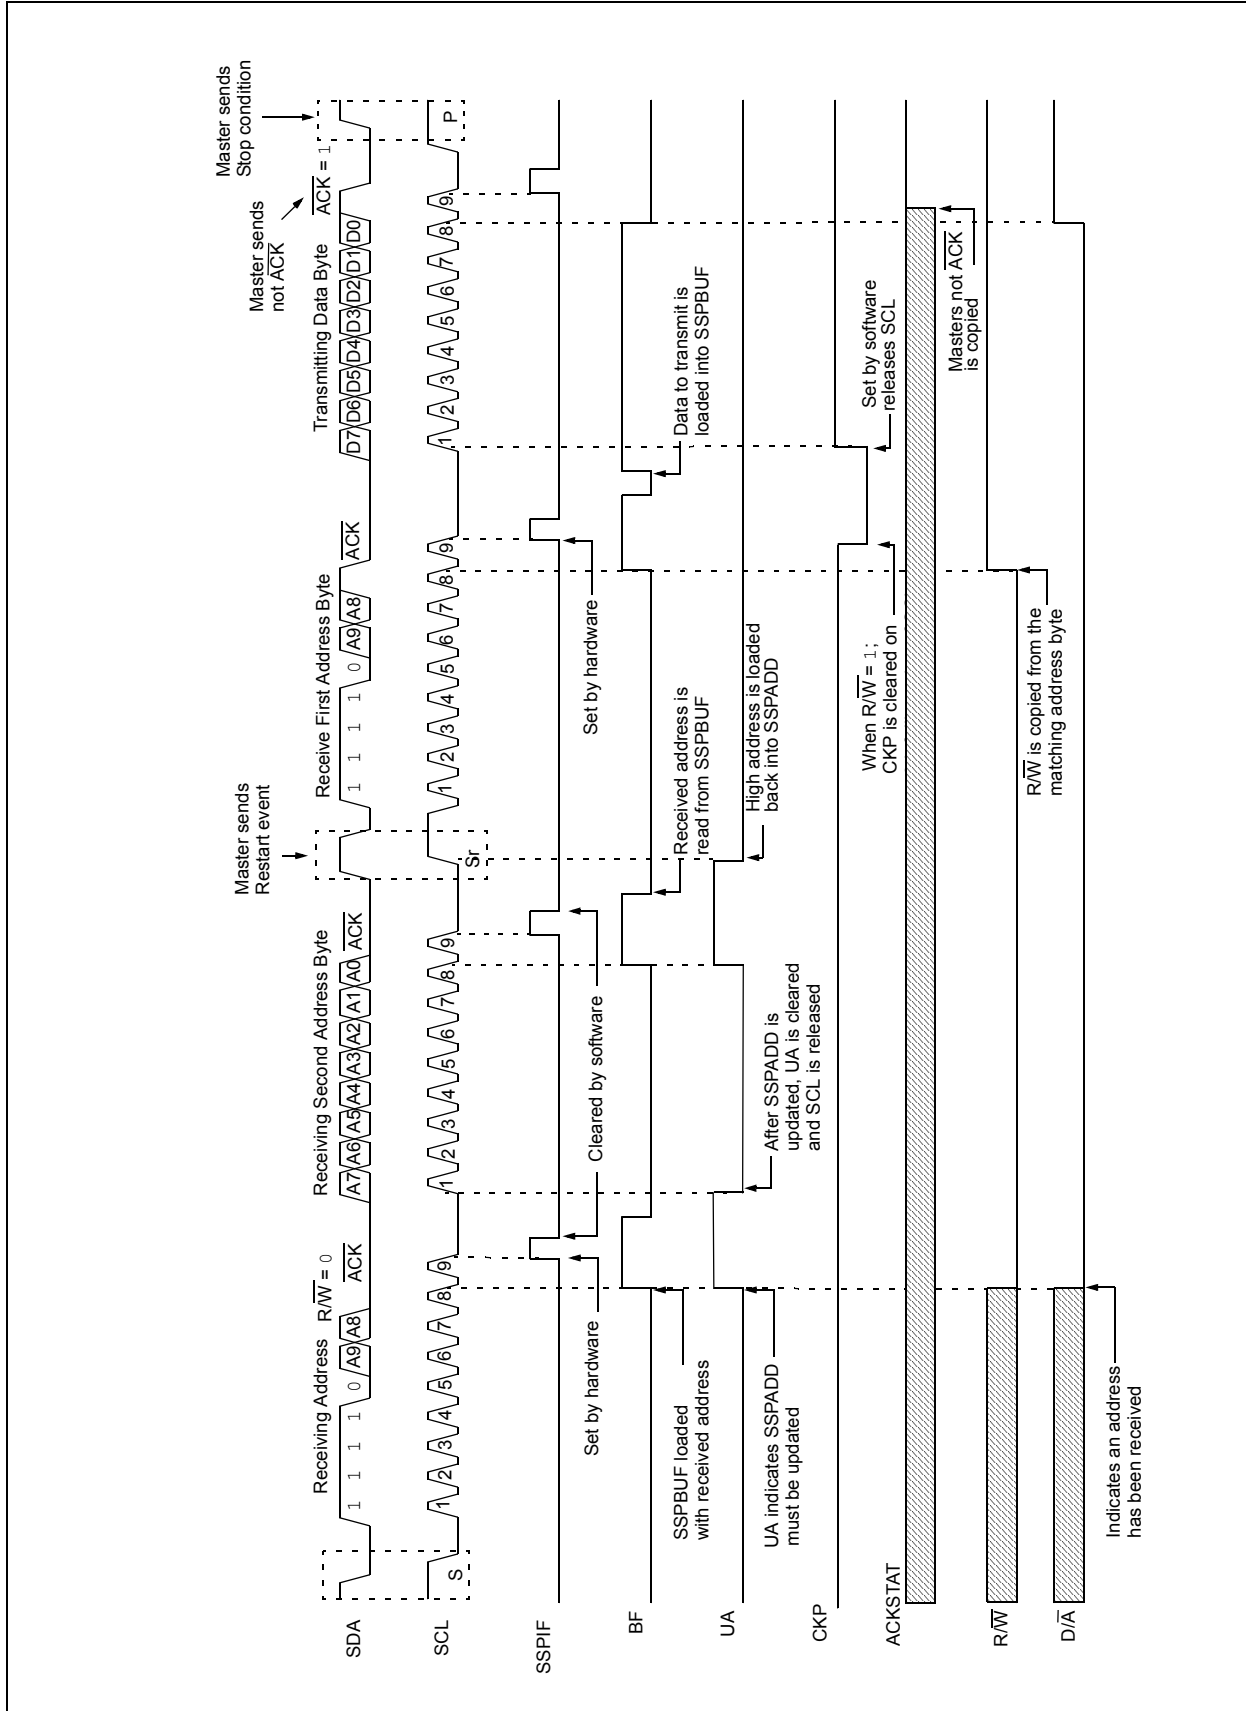 Master sends
Stop condition
Master sends
not ACK
ACK = 1
Master sends
Restart event
Receiving Address R/W = 0
ACK
Receiving Second Address Byte
ACK
Receive First Address Byte
ACK
Transmitting Data Byte
SDA
1 1 1 1 0 A9 A8
A7 A6 A5 A4 A3 A2 A1 A0
1 1 1 1 0 A9 A8
D7 D6 D5 D4 D3 D2 D1 D0
SCL
S
1 2 3 4 5 6 7 8 9
1 2 3 4 5 6 7 8 9
Sr
1 2 3 4 5 6 7 8 9
1 2 3 4 5 6 7 8 9
P
SSPIF
Set by hardware
Cleared by software
Set by hardware
BF
SSPBUF loaded
with received address
Received address is
read from SSPBUF
Data to transmit is
loaded into SSPBUF
UA
UA indicates SSPADD
must be updated
After SSPADD is
updated, UA is cleared
and SCL is released
High address is loaded
back into SSPADD
CKP
When R/W = 1;
CKP is cleared on
Set by software
releases SCL
ACKSTAT
Masters not ACK
is copied
R/W
R/W is copied from the
matching address byte
D/A
Indicates an address
has been received